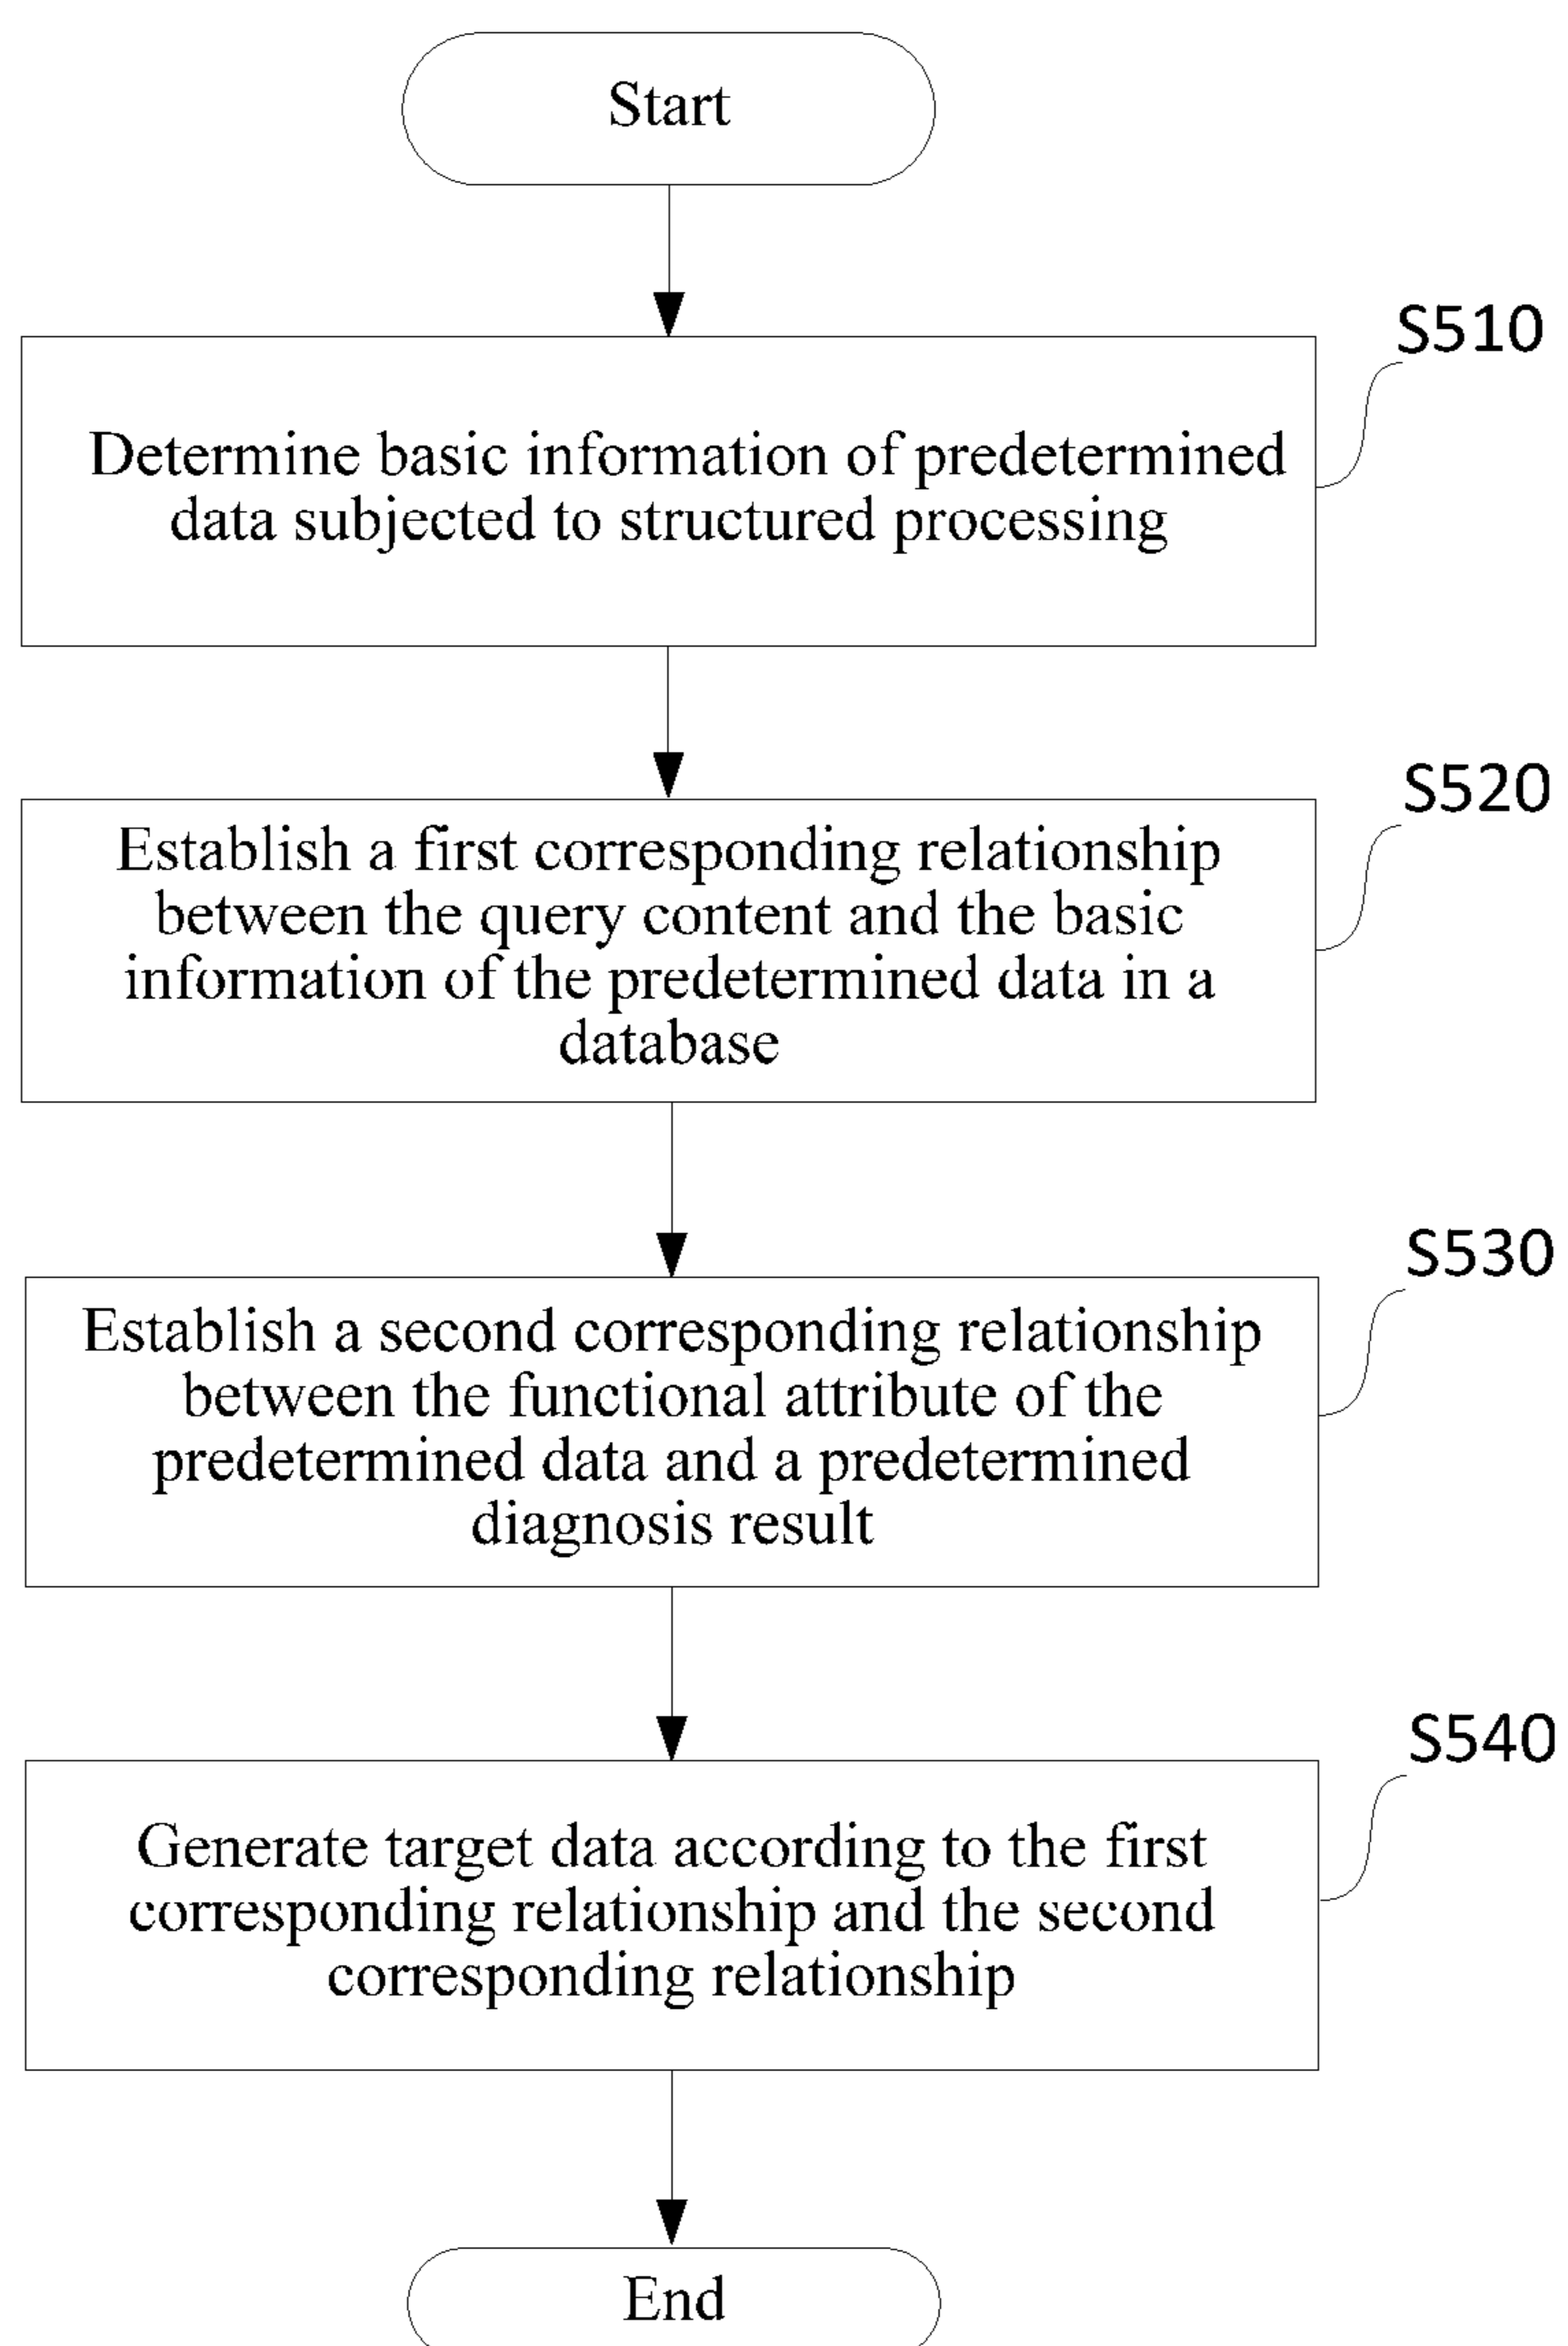 Start
S510
Determine basic information of predetermined
data subjected to structured processing
S520
Establish a first corresponding relationship
between the query content and the basic
information of the predetermined data in a
database
S530
Establish a second corresponding relationship
between the functional attribute of the
predetermined data and a predetermined
diagnosis result
S540
Generate target data according to the first
corresponding relationship and the second
corresponding relationship
End